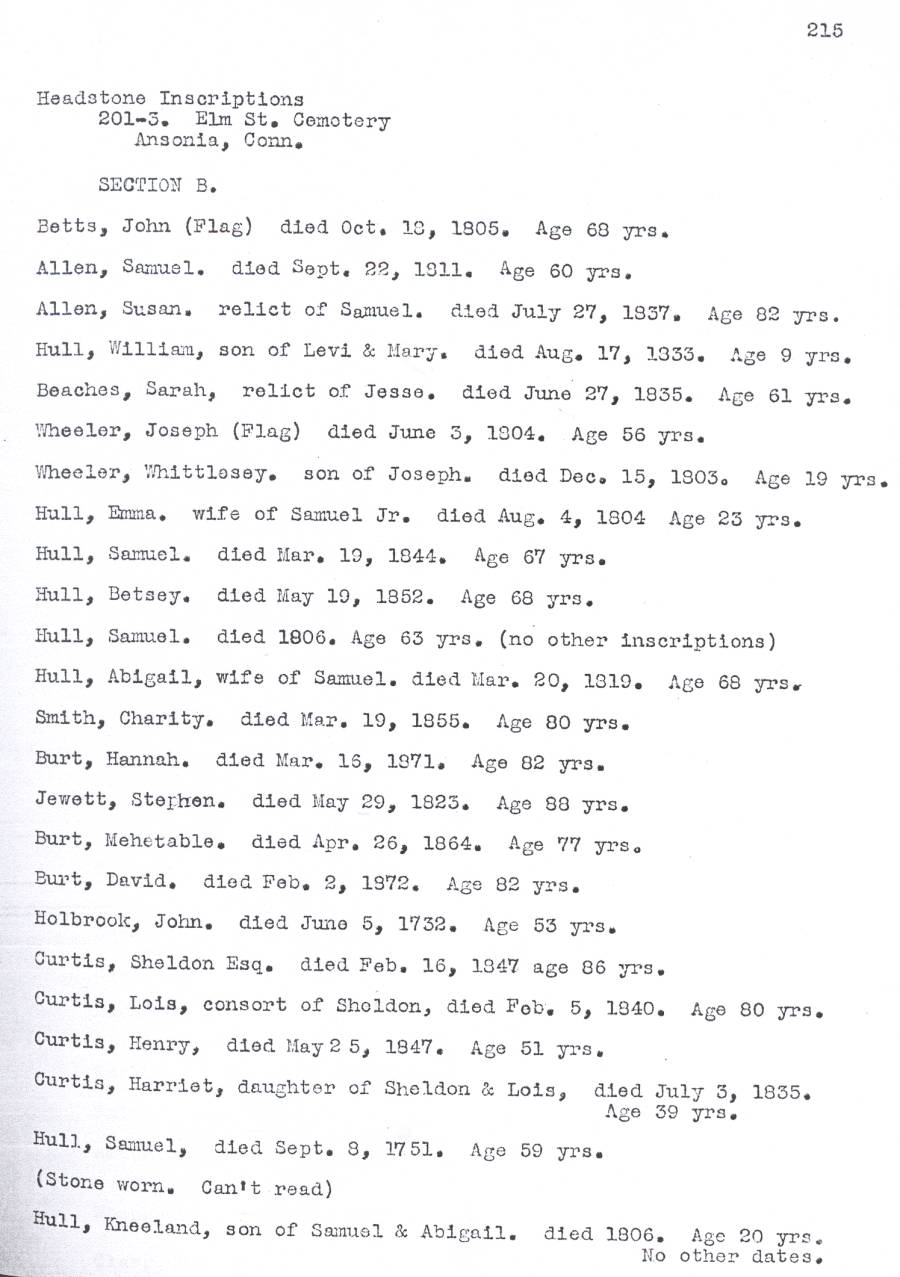 215
Headstone Inscriptions
201-3. Elm St. Cemetery
Ansonia, Conn.
SECTION B.
Betts, John (Flag) died Oct. 18, 1805. Age 68 yrs.
Allen, Samuel. died Sept. 22, 1811. Age 60 yrs.
Allen, Susan. relict of Samuel. died July 27, 1837. Age 82 yrs.
Hull, William, son of Levi & Mary. died Aug. 17, 1833. Age 9 yrs.
Beaches, Sarah, relict of Jesse. died June 27, 1835. Age 61 yrs.
Wheeler, Joseph (Flag) died June 3, 1804. Age 56 yrs.
Wheeler, Whittlesey. son of Joseph. died Dec. 15, 1803. Age 19 yrs.
Hull, Emma. wife of Samuel Jr. died Aug. 4, 1804 Age 23 yrs.
Hull, Samuel. died Mar. 19, 1844. Age 67 yrs.
Hull, Betsey. died May 19, 1852. Age 68 yrs.
Hull, Samuel. died 1806. Age 63 yrs. (no other inscriptions)
Hull, Abigail, wife of Samuel. died Mar. 20, 1819. Age 68 yrs.
Smith, Charity. died Mar. 19, 1855. Age 80 yrs.
Burt, Hannah. died Mar. 16, 1871. Age 82 yrs.
Jewett, Stephen. died May 29, 1823. Age 88 yrs.
Burt, Mehetable. died Apr. 26, 1864. Age 77 yrs.
Burt, David. died Feb. 2, 1872. Age 82 yrs.
Holbrook, John. died June 5, 1732. Age 53 yrs.
Curtis, Sheldon Esq. died Feb. 16, 1847 age 86 yrs.
Curtis, Lois, consort of Sheldon, died Feb. 5, 1840. Age 80 yrs.
Curtis, Henry, died May 2 5, 1847. Age 51 yrs.
Curtis, Harriet, daughter of Sheldon & Lois, died July 3, 1835.
Age 39 yrs.
Hull, Samuel, died Sept. 8, 1751. Age 59 yrs.
(Stone worn. Can't read)
Hull, Kneeland, son of Samuel & Abigail. died 1806. Age 20 yrs.
No other dates.